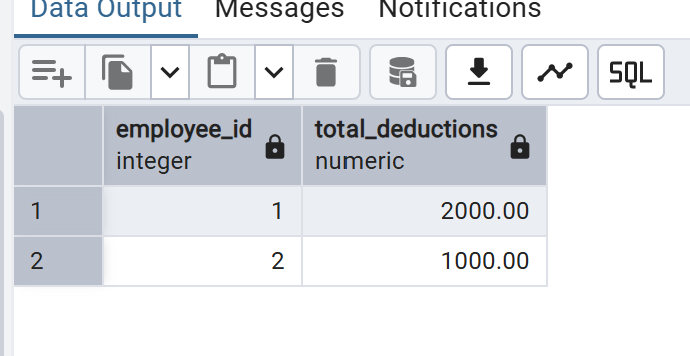 Data Output Messages Notifications
SQL
employee_id total_deductions
integer numeric
1 1 2000.00
2 2 1000.00